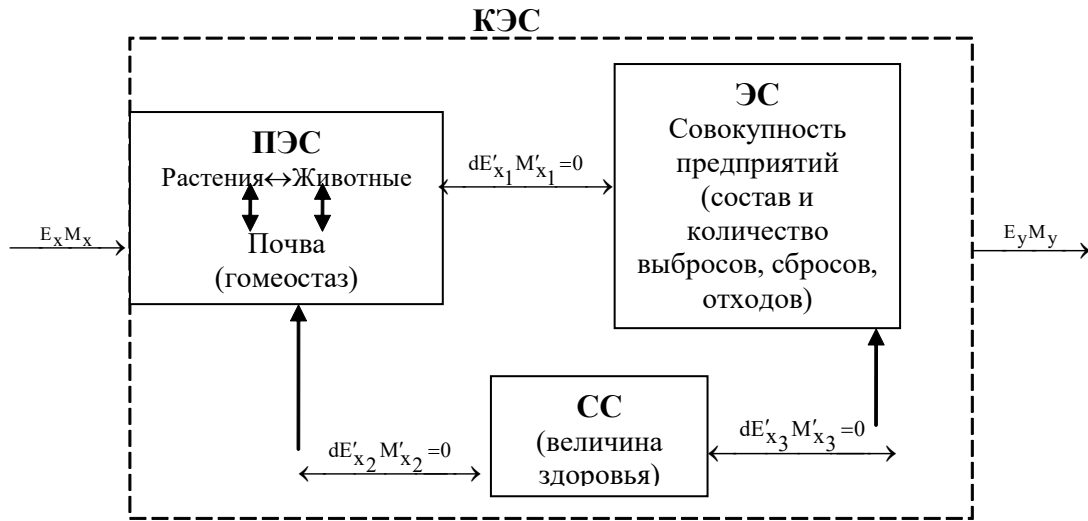 КЭС
ЭС
Совокупность
предприятий
(состав и
количество
выбросов, сбросов,
отходов)
ПЭС
Растения↔Животные
Почва
(гомеостаз)
dE′x₁M′x₁=0
EₓMₓ
E_yM_y
СС
(величина
здоровья)
dE′x₂M′x₂=0
dE′x₃M′x₃=0